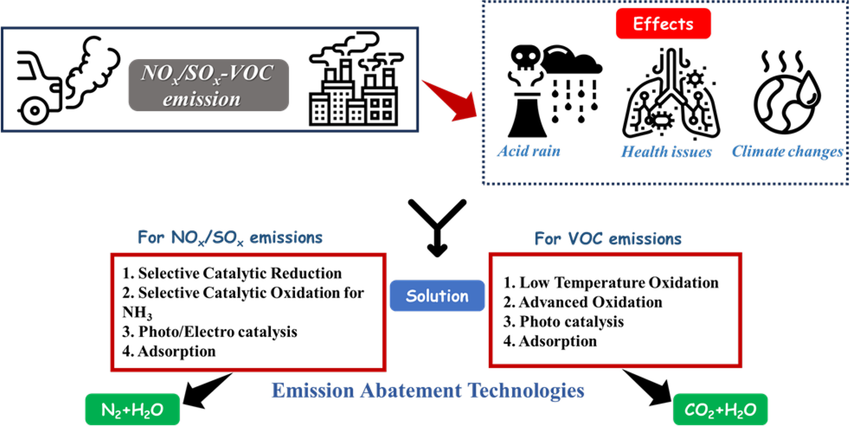 Effects
NOx/SOx-VOC
emission
Acid rain
Health issues
Climate changes
For NOx/SOx emissions
For VOC emissions
1. Selective Catalytic Reduction
2. Selective Catalytic Oxidation for
NH3
3. Photo/Electro catalysis
4. Adsorption
Solution
1. Low Temperature Oxidation
2. Advanced Oxidation
3. Photo catalysis
4. Adsorption
Emission Abatement Technologies
N2+H2O
CO2+H2O